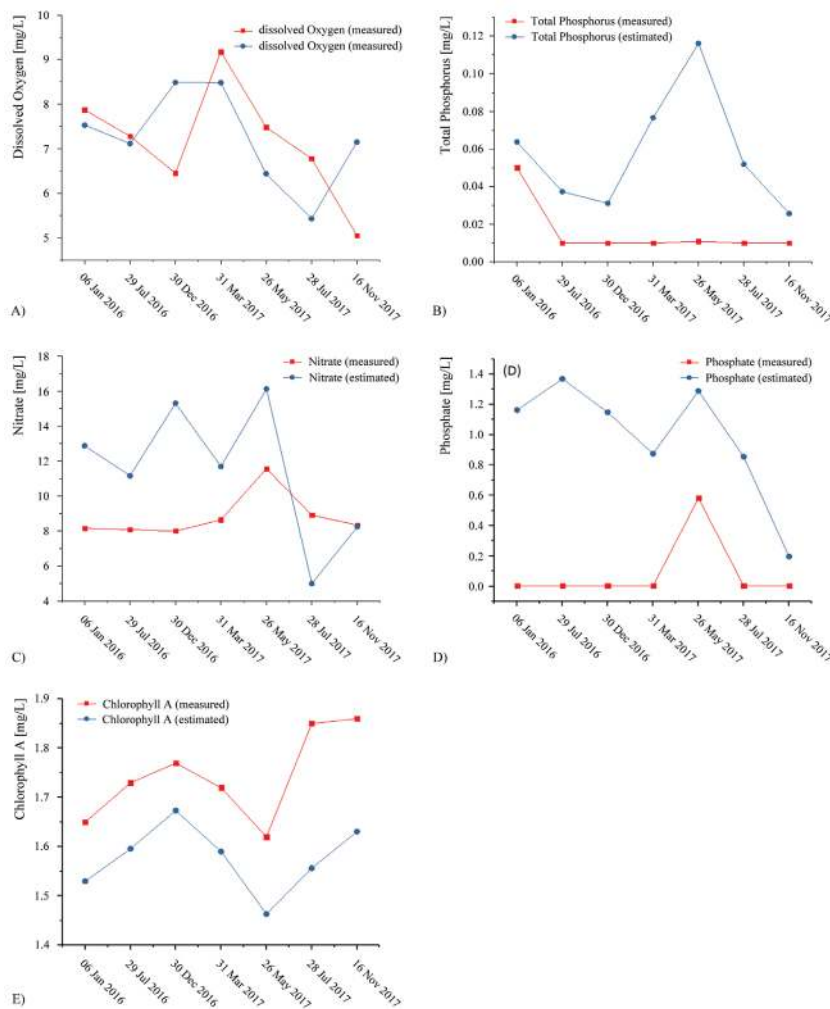 dissolved Oxygen (measured)
dissolved Oxygen (measured)
Dissolved Oxygen [mg/L]
10
9
8
7
6
5
06 Jan 2016
29 Jul 2016
30 Dec 2016
31 Mar 2017
26 May 2017
28 Jul 2017
16 Nov 2017
A)
Total Phosphorus (measured)
Total Phosphorus (estimated)
Total Phosphorus [mg/L]
0.12
0.10
0.08
0.06
0.04
0.02
0.00
06 Jan 2016
29 Jul 2016
30 Dec 2016
31 Mar 2017
26 May 2017
28 Jul 2017
16 Nov 2017
B)
Nitrate (measured)
Nitrate (estimated)
Nitrate [mg/L]
18
16
14
12
10
8
6
4
06 Jan 2016
29 Jul 2016
30 Dec 2016
31 Mar 2017
26 May 2017
28 Jul 2017
16 Nov 2017
C)
(D)
Phosphate (measured)
Phosphate (estimated)
Phosphate [mg/L]
1.4
1.2
1.0
0.8
0.6
0.4
0.2
0.0
06 Jan 2016
29 Jul 2016
30 Dec 2016
31 Mar 2017
26 May 2017
28 Jul 2017
16 Nov 2017
D)
Chlorophyll A (measured)
Chlorophyll A (estimated)
Chlorophyll A [mg/L]
1.9
1.8
1.7
1.6
1.5
1.4
06 Jan 2016
29 Jul 2016
30 Dec 2016
31 Mar 2017
26 May 2017
28 Jul 2017
16 Nov 2017
E)